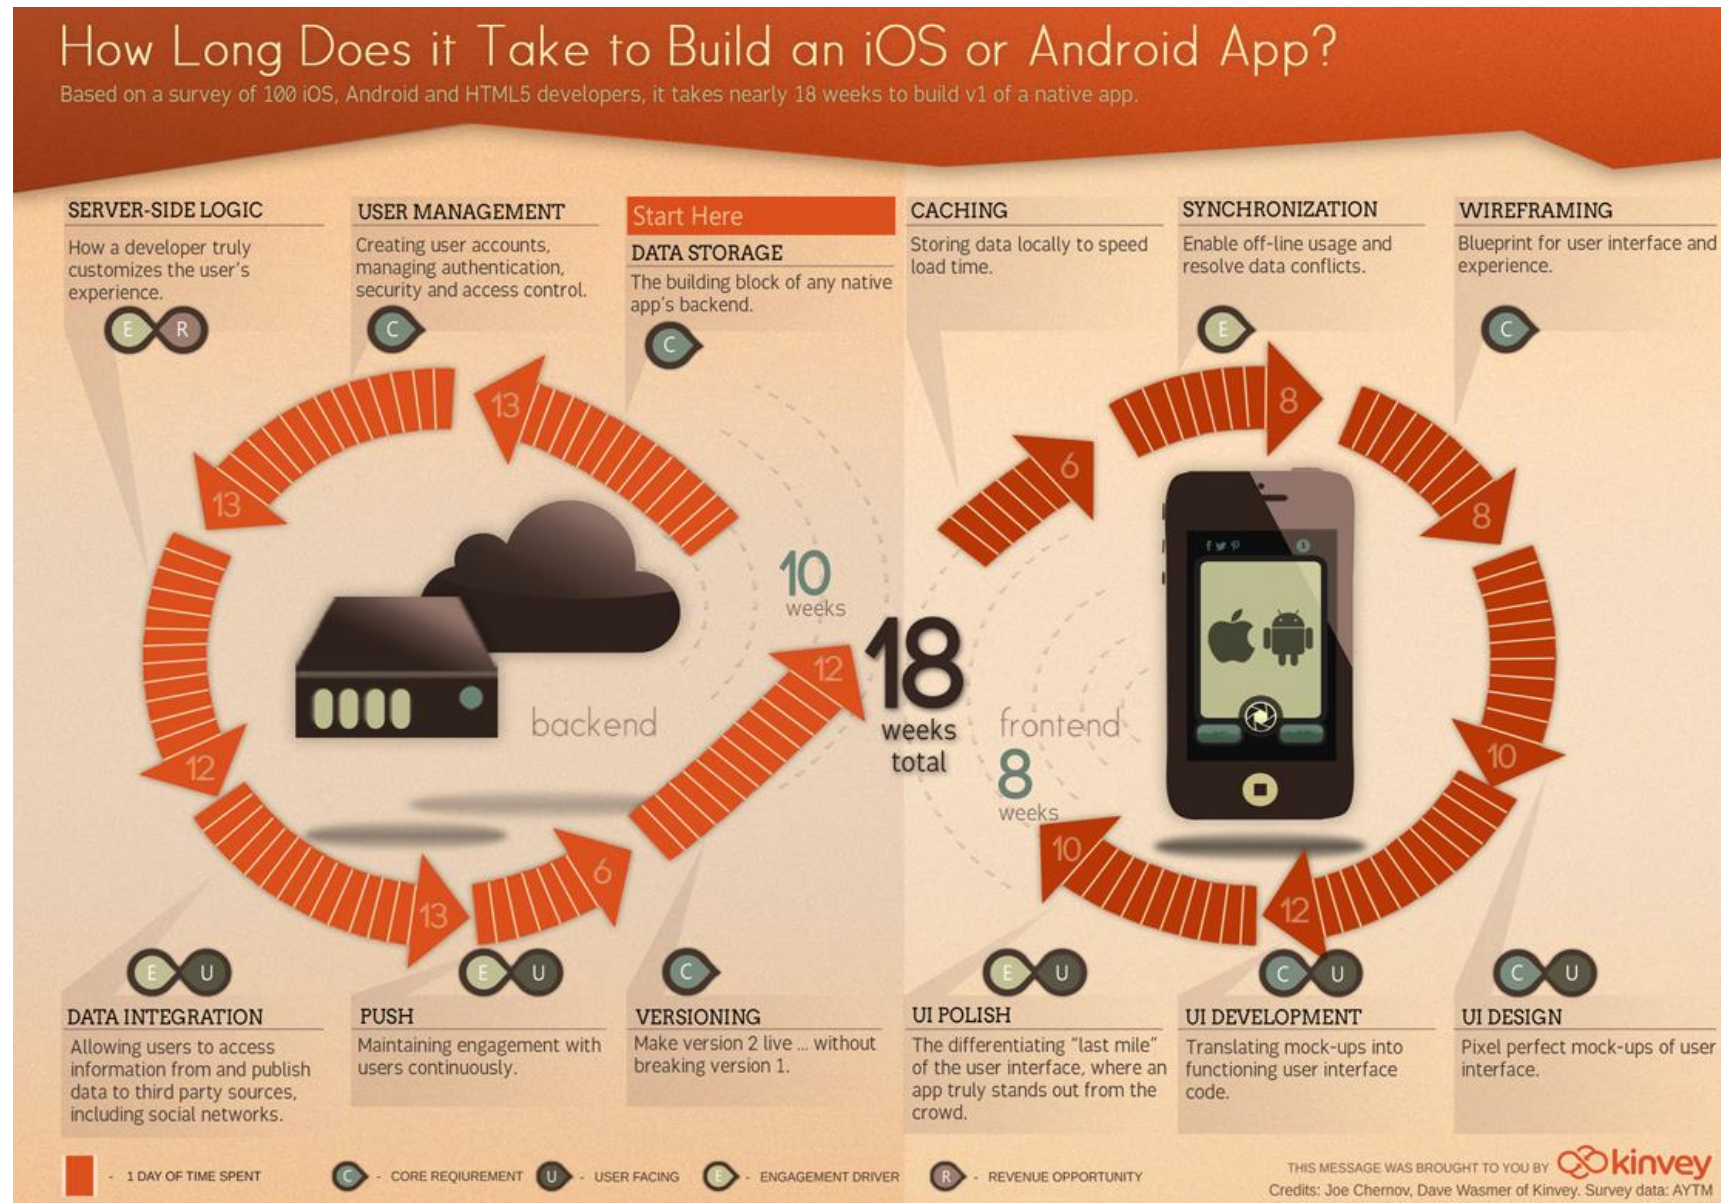 How Long Does it Take to Build an iOS or Android App?
Based on a survey of 100 iOS, Android and HTML5 developers, it takes nearly 18 weeks to build v1 of a native app.
SERVER-SIDE LOGIC
How a developer truly
customizes the user's
experience.
E R
USER MANAGEMENT
Creating user accounts,
managing authentication,
security and access control.
C
Start Here
DATA STORAGE
The building block of any native
app's backend.
C
CACHING
Storing data locally to speed
load time.
SYNCHRONIZATION
Enable off-line usage and
resolve data conflicts.
E
WIREFRAMING
Blueprint for user interface and
experience.
C
13
13
12
13
6
12
backend
10
weeks
18
weeks
total
frontend
8
weeks
6
8
8
10
12
10
E U
DATA INTEGRATION
Allowing users to access
information from and publish
data to third party sources,
including social networks.
E U
PUSH
Maintaining engagement with
users continuously.
C
VERSIONING
Make version 2 live ... without
breaking version 1.
E U
UI POLISH
The differentiating "last mile"
of the user interface, where an
app truly stands out from the
crowd.
C U
UI DEVELOPMENT
Translating mock-ups into
functioning user interface
code.
C U
UI DESIGN
Pixel perfect mock-ups of user
interface.
- 1 DAY OF TIME SPENT
C - CORE REQIUREMENT
U - USER FACING
E - ENGAGEMENT DRIVER
R - REVENUE OPPORTUNITY
THIS MESSAGE WAS BROUGHT TO YOU BY kinvey
Credits: Joe Chernov, Dave Wasmer of Kinvey. Survey data: AYTM